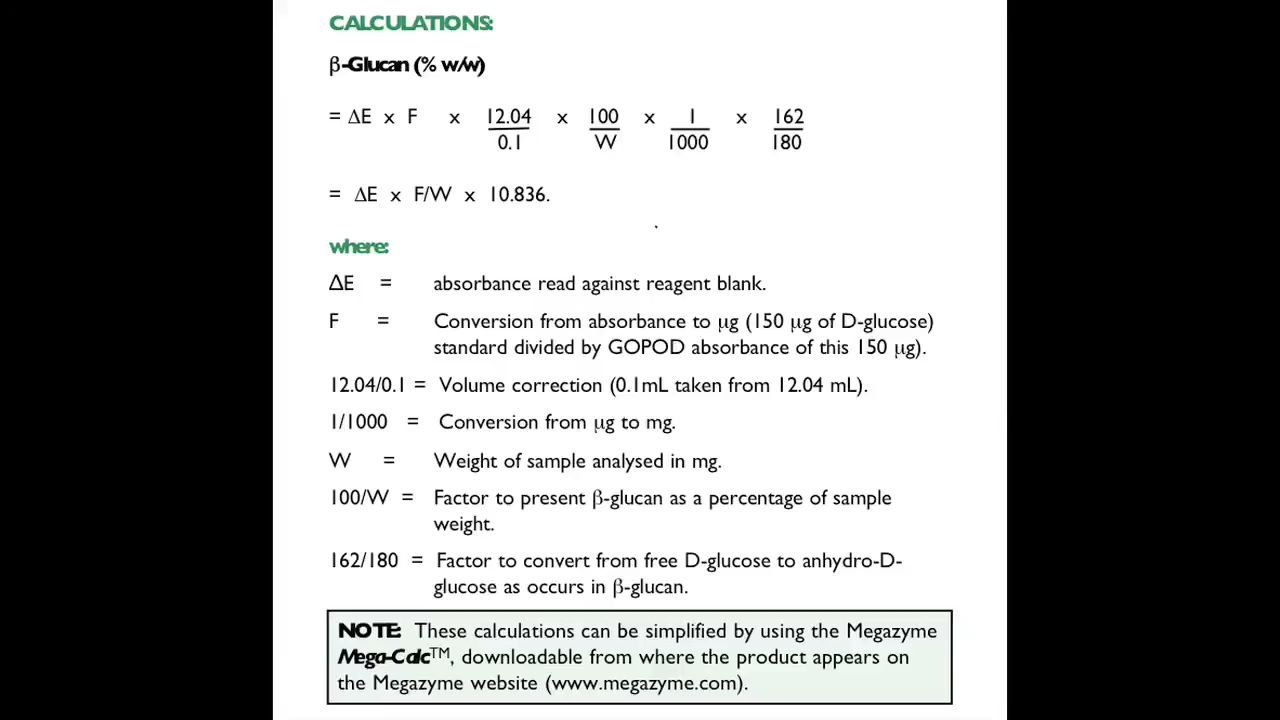 CALCULATIONS:
β-Glucan (% w/w)
= ΔE x F x 12.04/0.1 x 100/W x 1/1000 x 162/180
= ΔE x F/W x 10.836.
where:
ΔE = absorbance read against reagent blank.
F = Conversion from absorbance to μg (150 μg of D-glucose)
standard divided by GOPOD absorbance of this 150 μg).
12.04/0.1 = Volume correction (0.1mL taken from 12.04 mL).
1/1000 = Conversion from μg to mg.
W = Weight of sample analysed in mg.
100/W = Factor to present β-glucan as a percentage of sample
weight.
162/180 = Factor to convert from free D-glucose to anhydro-D-
glucose as occurs in β-glucan.
NOTE: These calculations can be simplified by using the Megazyme
Mega-Calc™, downloadable from where the product appears on
the Megazyme website (www.megazyme.com).